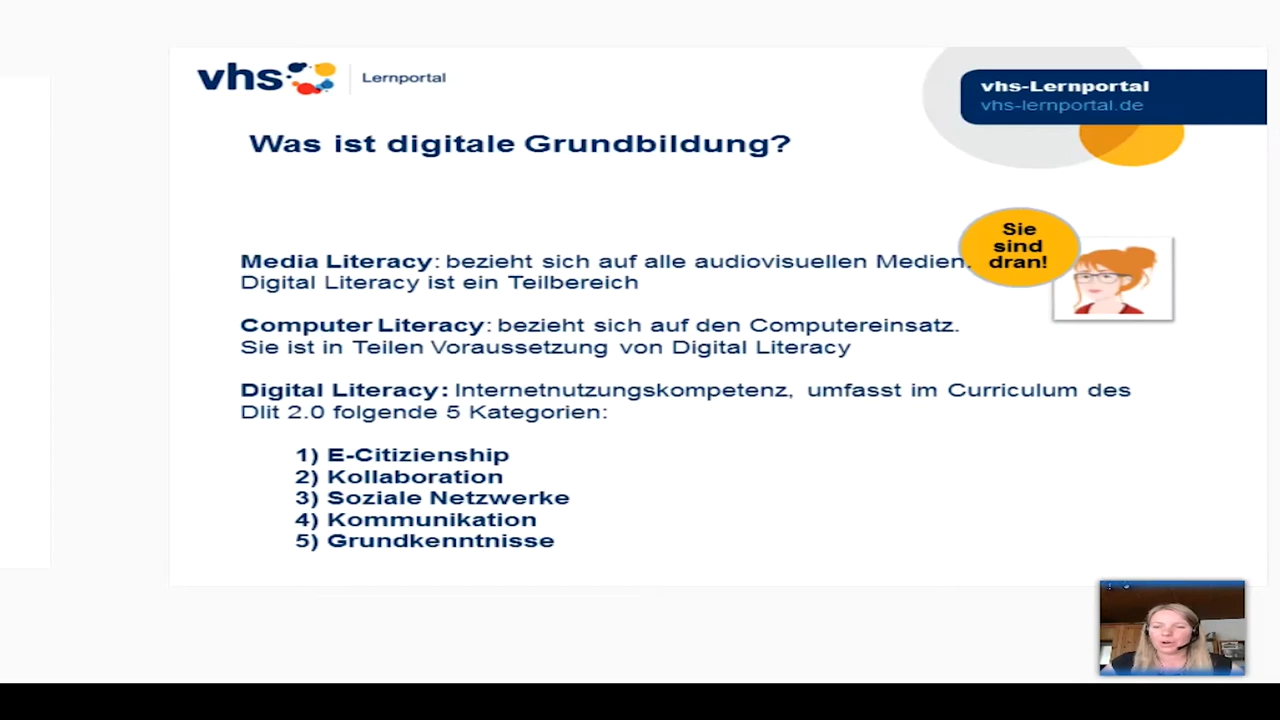 vhs Lernportal
vhs-Lernportal
vhs-lernportal.de
Was ist digitale Grundbildung?
Sie
sind
dran!
Media Literacy: bezieht sich auf alle audiovisuellen Medien.
Digital Literacy ist ein Teilbereich
Computer Literacy: bezieht sich auf den Computereinsatz.
Sie ist in Teilen Voraussetzung von Digital Literacy
Digital Literacy: Internetnutzungskompetenz, umfasst im Curriculum des
Dlit 2.0 folgende 5 Kategorien:
1) E-Citizienship
2) Kollaboration
3) Soziale Netzwerke
4) Kommunikation
5) Grundkenntnisse